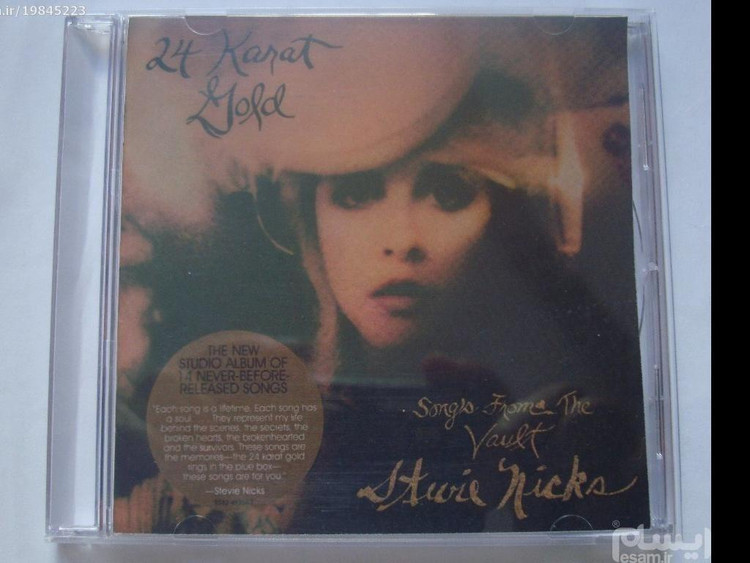 n.ir/19845223
24 Karat
Gold
THE NEW
STUDIO ALBUM OF
14 NEVER-BEFORE-
RELEASED SONGS
"Each song is a lifetime. Each song has
a soul.... They represent my life
behind the scenes, the secrets, the
broken hearts, the brokenhearted
and the survivors. These songs are
the memories—the 24 karat gold
rings in the blue box—
these songs are for you."
—Stevie Nicks
Songs From The
Vault
Stevie Nicks
ایسام
esam.ir